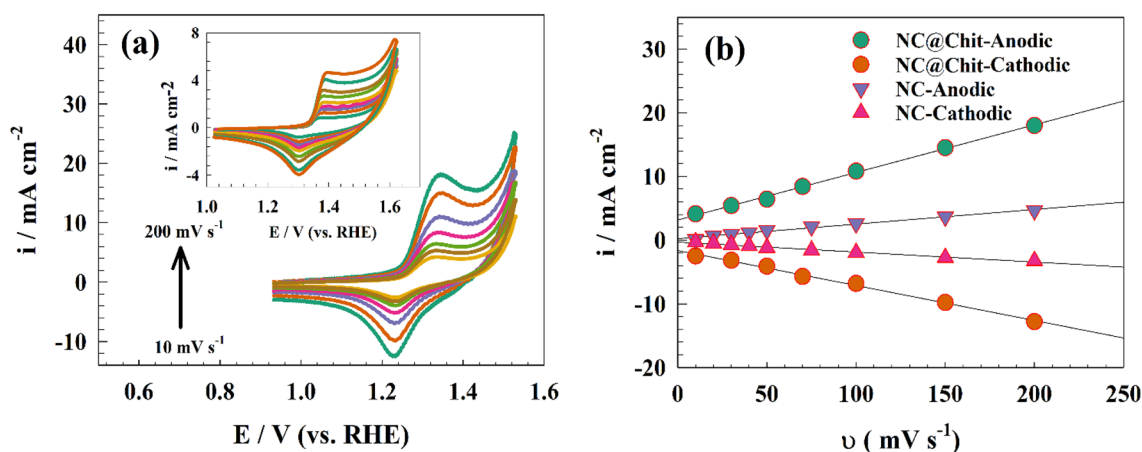 (a)
i / mA cm-2
8
4
0
-4
1.0 1.2 1.4 1.6
E / V (vs. RHE)
200 mV s-1
10 mV s-1
i / mA cm-2
40
30
20
10
0
-10
0.6 0.8 1.0 1.2 1.4 1.6
E / V (vs. RHE)
(b)
NC@Chit-Anodic
NC@Chit-Cathodic
NC-Anodic
NC-Cathodic
i / mA cm-2
30
20
10
0
-10
-20
0 50 100 150 200 250
υ ( mV s-1)